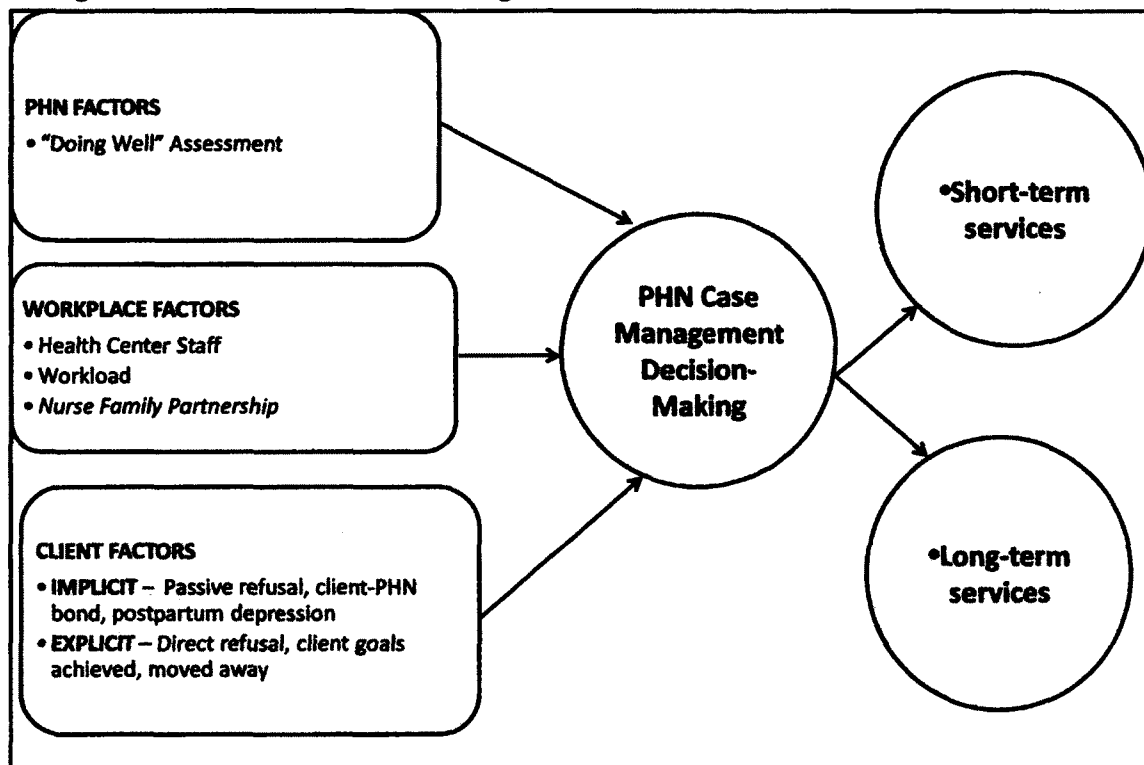 PHN FACTORS
• "Doing Well" Assessment
WORKPLACE FACTORS
• Health Center Staff
• Workload
• Nurse Family Partnership
CLIENT FACTORS
• IMPLICIT – Passive refusal, client-PHN
bond, postpartum depression
• EXPLICIT – Direct refusal, client goals
achieved, moved away
PHN Case
Management
Decision-
Making
•Short-term
services
•Long-term
services